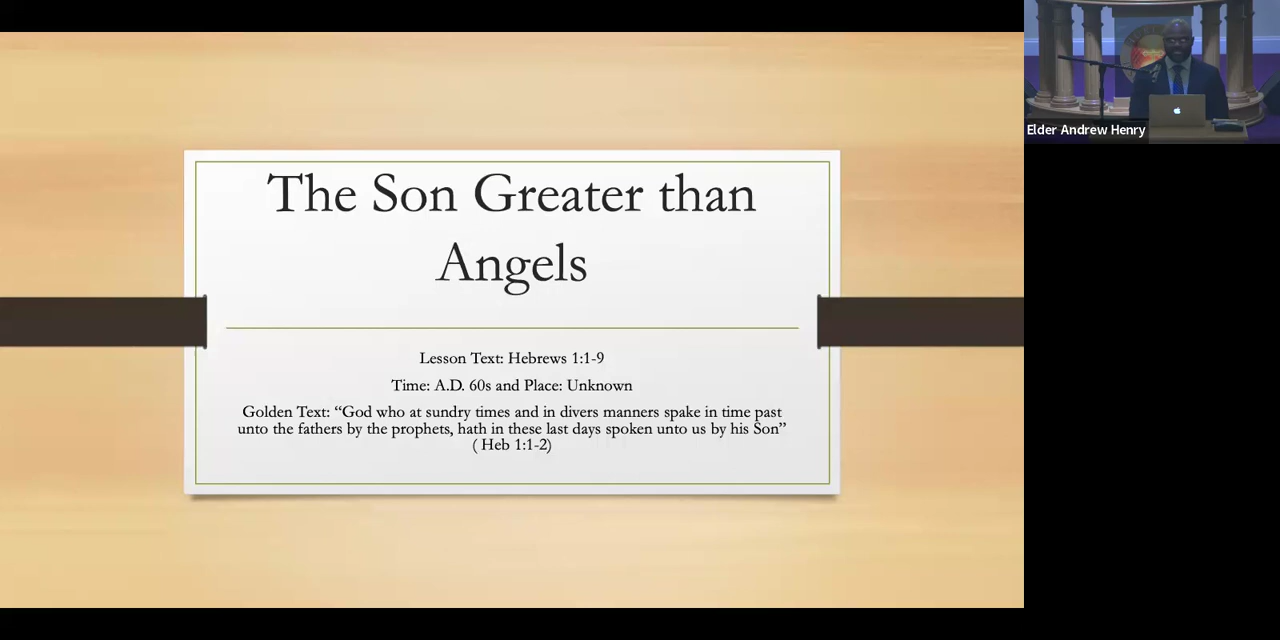 The Son Greater than
Angels
Lesson Text: Hebrews 1:1-9
Time: A.D. 60s and Place: Unknown
Golden Text: “God who at sundry times and in divers manners spake in time past
unto the fathers by the prophets, hath in these last days spoken unto us by his Son”
( Heb 1:1-2)
Elder Andrew Henry